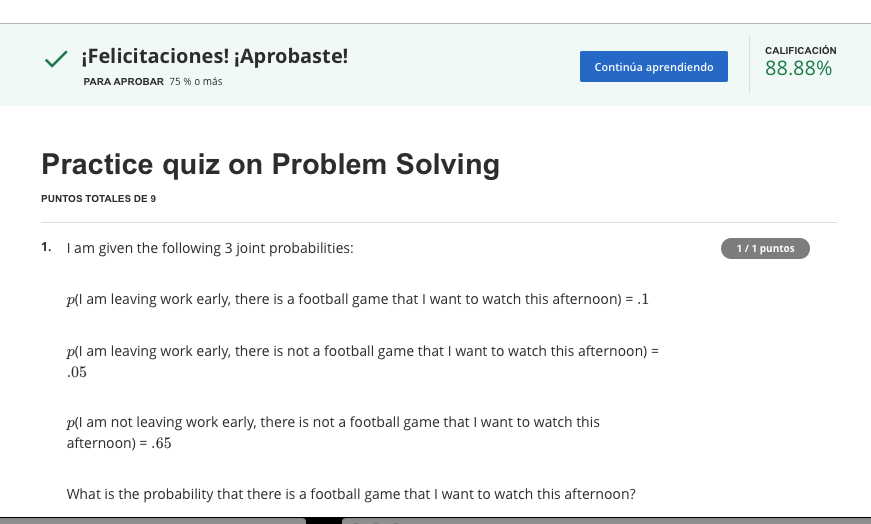 ¡Felicitaciones! ¡Aprobaste!
PARA APROBAR 75 % o más
Continúa aprendiendo
CALIFICACIÓN
88.88%
Practice quiz on Problem Solving
PUNTOS TOTALES DE 9
1. I am given the following 3 joint probabilities:
1 / 1 puntos
p(I am leaving work early, there is a football game that I want to watch this afternoon) = .1
p(I am leaving work early, there is not a football game that I want to watch this afternoon) =
.05
p(I am not leaving work early, there is not a football game that I want to watch this
afternoon) = .65
What is the probability that there is a football game that I want to watch this afternoon?